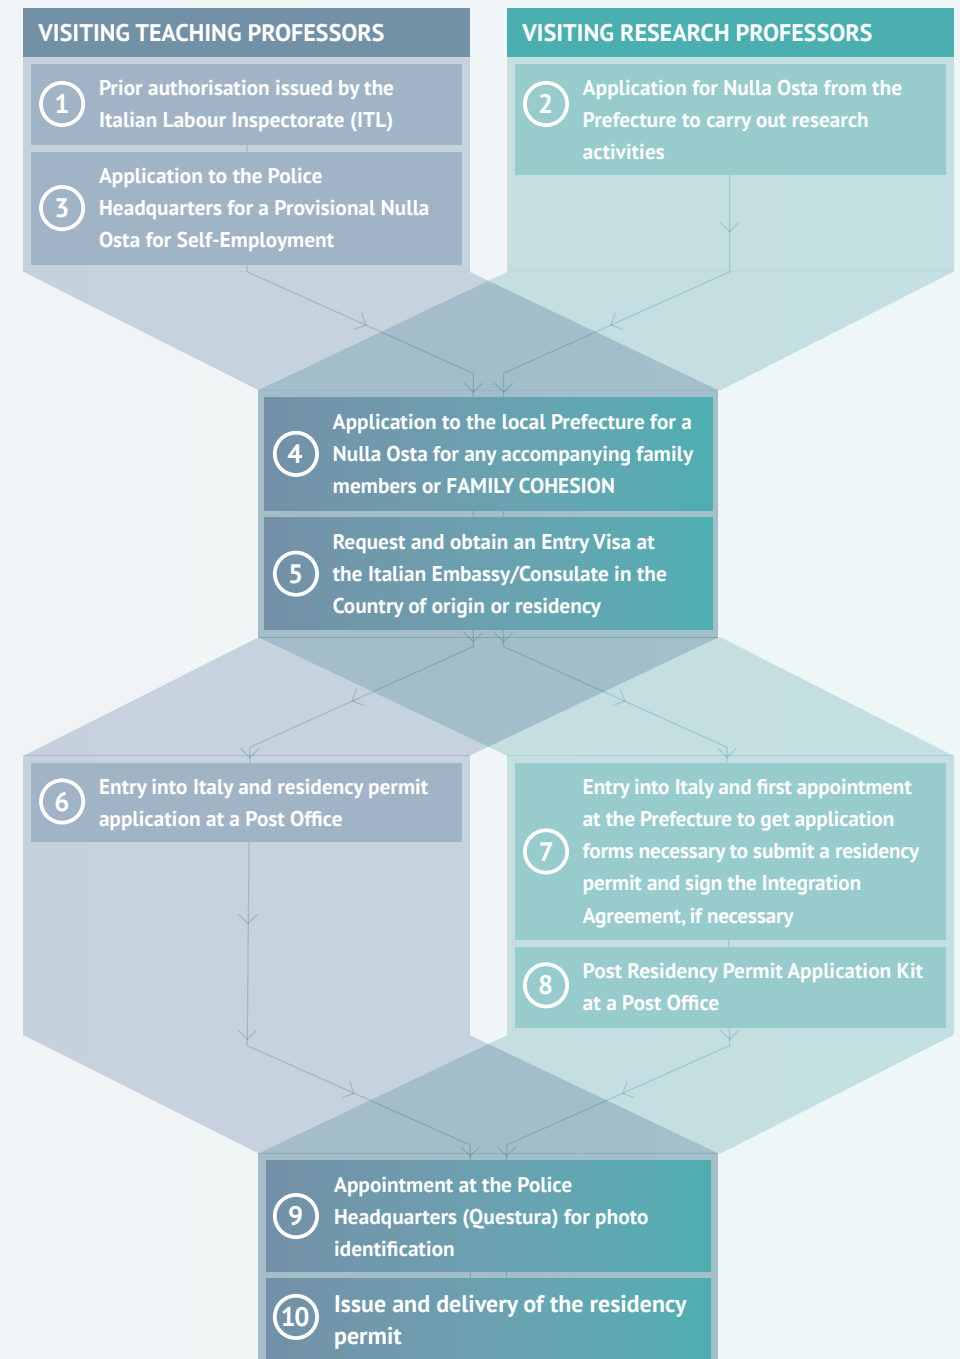 VISITING TEACHING PROFESSORS
VISITING RESEARCH PROFESSORS
1
Prior authorisation issued by the
Italian Labour Inspectorate (ITL)
2
Application for Nulla Osta from the
Prefecture to carry out research
activities
3
Application to the Police
Headquarters for a Provisional Nulla
Osta for Self-Employment
4
Application to the local Prefecture for a
Nulla Osta for any accompanying family
members or FAMILY COHESION
5
Request and obtain an Entry Visa at
the Italian Embassy/Consulate in the
Country of origin or residency
6
Entry into Italy and residency permit
application at a Post Office
7
Entry into Italy and first appointment
at the Prefecture to get application
forms necessary to submit a residency
permit and sign the Integration
Agreement, if necessary
8
Post Residency Permit Application Kit
at a Post Office
9
Appointment at the Police
Headquarters (Questura) for photo
identification
10
Issue and delivery of the residency
permit